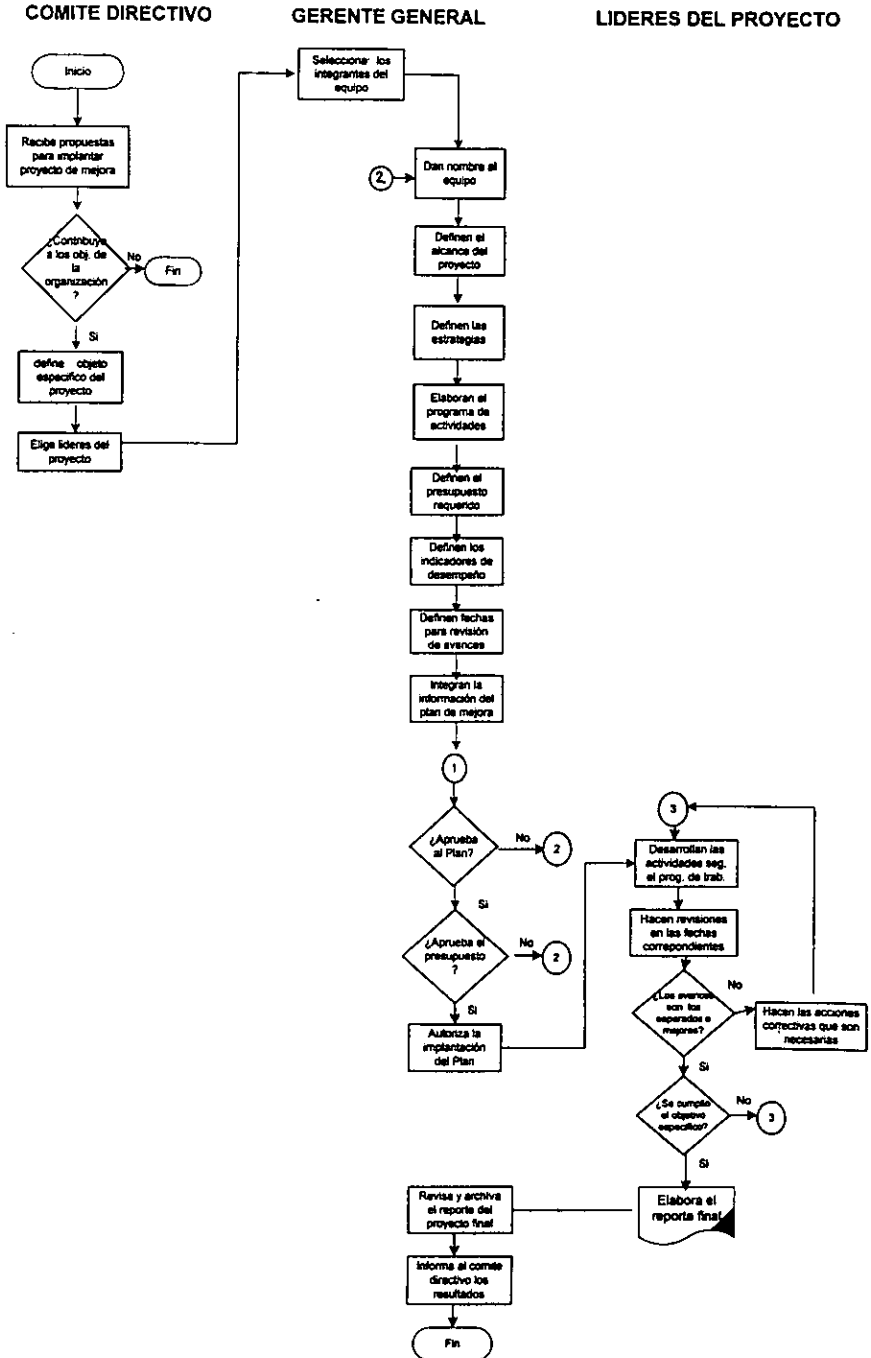 COMITE DIRECTIVO
GERENTE GENERAL
LIDERES DEL PROYECTO
Inicio
Recibe propuestas
para implantar
proyecto de mejora
¿Contribuye
a los obj. de
la
organización
?
No
Fin
Si
define objeto
especifico del
proyecto
Elige lideres del
proyecto
Selecciona los
integrantes del
equipo
2
Dan nombre al
equipo
Definen el
alcance del
proyecto
Definen las
estrategias
Elaboran el
programa de
actividades
Definen el
presupuesto
requerido
Definen los
indicadores de
desempeño
Definen fechas
para revisión
de avances
Integran la
información del
plan de mejora
1
¿Aprueba
al Plan?
No
2
Si
¿Aprueba el
presupuesto
?
No
2
Si
Autoriza la
implantación
del Plan
3
Desarrollan las
actividades seg.
el prog. de trab.
Hacen revisiones
en las fechas
correpondientes
¿Los avances
son los
esperados o
mejores?
No
Hacen las acciones
correctivas que son
necesarias
Si
¿Se cumplio
el objetivo
especifico?
No
3
Si
Elabora el
reporte final
Revisa y archiva
el reporte del
proyecto final
Informa al comite
directivo los
resultados
Fin